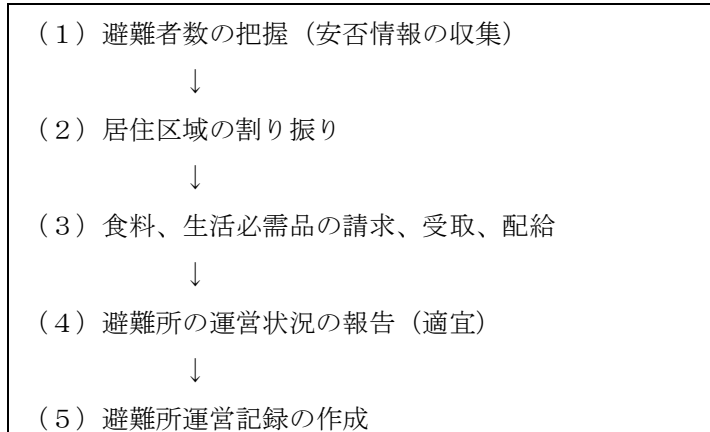 （１）避難者数の把握（安否情報の収集）
↓
（２）居住区域の割り振り
↓
（３）食料、生活必需品の請求、受取、配給
↓
（４）避難所の運営状況の報告（適宜）
↓
（５）避難所運営記録の作成